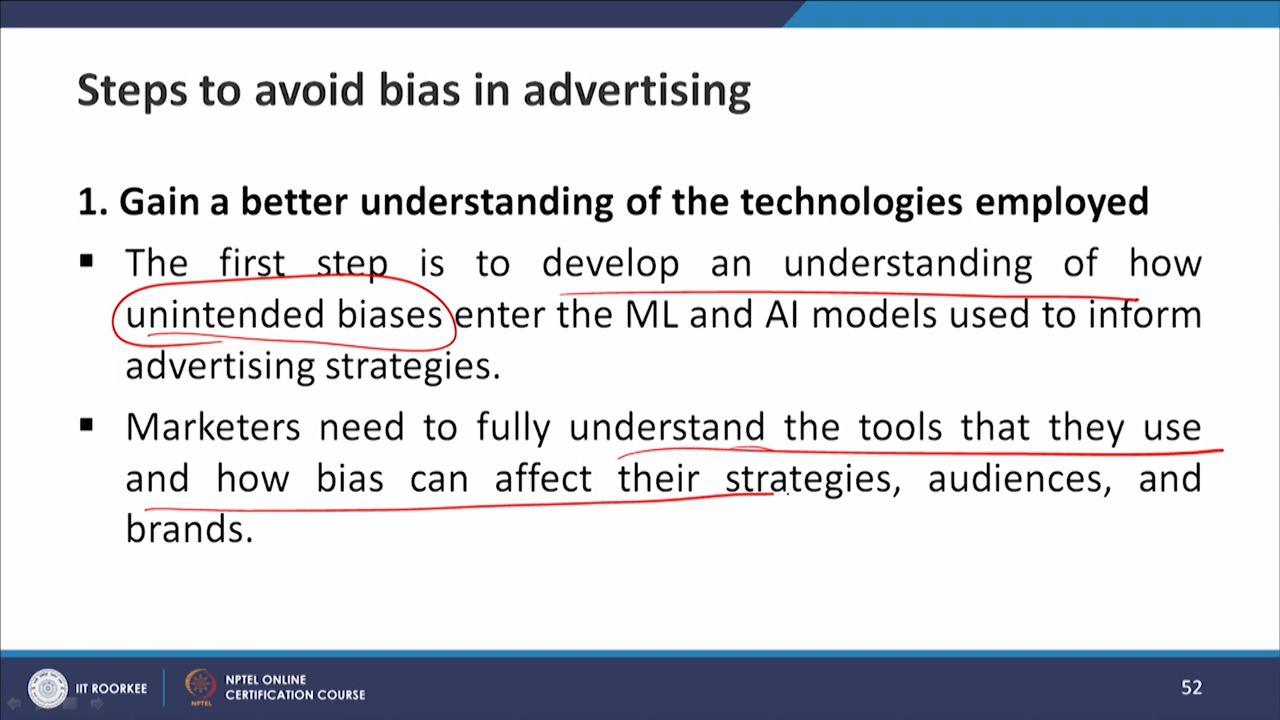 Steps to avoid bias in advertising
1. Gain a better understanding of the technologies employed
▪ The first step is to develop an understanding of how
unintended biases enter the ML and AI models used to inform
advertising strategies.
▪ Marketers need to fully understand the tools that they use
and how bias can affect their strategies, audiences, and
brands.
IIT ROORKEE
NPTEL
NPTEL ONLINE
CERTIFICATION COURSE
52